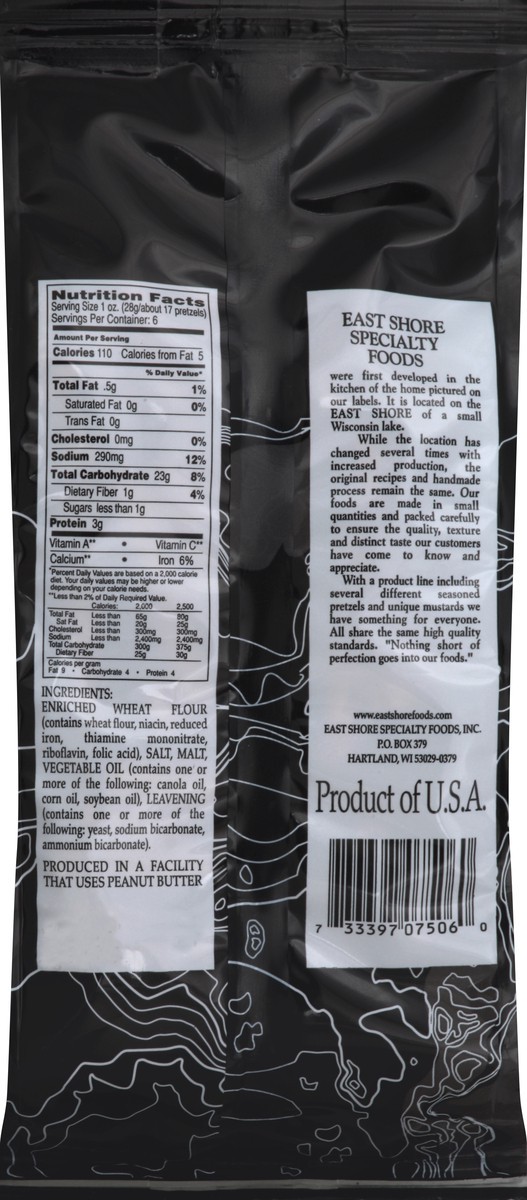 Nutrition Facts
Serving Size 1 oz. (28g/about 17 pretzels)
Servings Per Container: 6
Amount Per Serving
Calories 110 Calories from Fat 5
% Daily Value*
Total Fat .5g 1%
Saturated Fat 0g 0%
Trans Fat 0g
Cholesterol 0mg 0%
Sodium 290mg 12%
Total Carbohydrate 23g 8%
Dietary Fiber 1g 4%
Sugars less than 1g
Protein 3g
Vitamin A** • Vitamin C**
Calcium** • Iron 6%
*Percent Daily Values are based on a 2,000 calorie
diet. Your daily values may be higher or lower
depending on your calorie needs.
**Less than 2% of Daily Required Value.
Calories: 2,000 2,500
Total Fat Less than 65g 80g
Sat Fat Less than 20g 25g
Cholesterol Less than 300mg 300mg
Sodium Less than 2,400mg 2,400mg
Total Carbohydrate 300g 375g
Dietary Fiber 25g 30g
Calories per gram
Fat 9 • Carbohydrate 4 • Protein 4
INGREDIENTS:
ENRICHED WHEAT FLOUR
(contains wheat flour, niacin, reduced
iron, thiamine mononitrate,
riboflavin, folic acid), SALT, MALT,
VEGETABLE OIL (contains one or
more of the following: canola oil,
corn oil, soybean oil), LEAVENING
(contains one or more of the
following: yeast, sodium bicarbonate,
ammonium bicarbonate).
PRODUCED IN A FACILITY
THAT USES PEANUT BUTTER
EAST SHORE
SPECIALTY
FOODS
were first developed in the
kitchen of the home pictured on
our labels. It is located on the
EAST SHORE of a small
Wisconsin lake.
While the location has
changed several times with
increased production, the
original recipes and handmade
process remain the same. Our
foods are made in small
quantities and packed carefully
to ensure the quality, texture
and distinct taste our customers
have come to know and
appreciate.
With a product line including
several different seasoned
pretzels and unique mustards we
have something for everyone.
All share the same high quality
standards. "Nothing short of
perfection goes into our foods."
www.eastshorefoods.com
EAST SHORE SPECIALTY FOODS, INC.
P.O. BOX 379
HARTLAND, WI 53029-0379
Product of U.S.A.
7 33397 07506 0